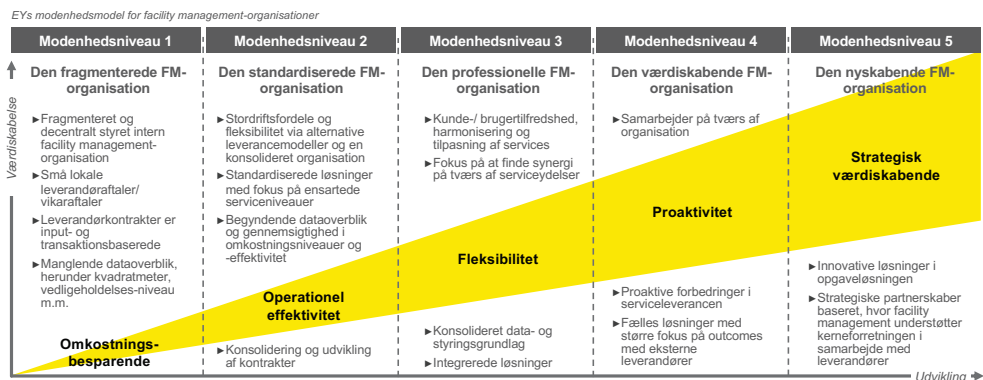 EYs modenhedsmodel for facility management-organisationer
Modenhedsniveau 1
Modenhedsniveau 2
Modenhedsniveau 3
Modenhedsniveau 4
Modenhedsniveau 5
Værdiskabelse
Den fragmenterede FM-
organisation
►Fragmenteret og
decentralt styret intern
facility management-
organisation
►Små lokale
leverandøraftaler/
vikaraftaler
►Leverandørkontrakter er
input- og
transaktionsbaserede
►Manglende dataoverblik,
herunder kvadratmeter,
vedligeholdelses-niveau
m.m.
Omkostnings-
besparende
Den standardiserede FM-
organisation
►Stordriftsfordele og
fleksibilitet via alternative
leverancemodeller og en
konsolideret organisation
►Standardiserede løsninger
med fokus på ensartede
serviceniveauer
►Begyndende dataoverblik
og gennemsigtighed i
omkostningsniveauer og
-effektivitet
Operationel
effektivitet
►Konsolidering og udvikling
af kontrakter
Den professionelle FM-
organisation
►Kunde-/ brugertilfredshed,
harmonisering og
tilpasning af services
►Fokus på at finde synergi
på tværs af serviceydelser
Fleksibilitet
►Konsolideret data- og
styringsgrundlag
►Integrerede løsninger
Den værdiskabende FM-
organisation
►Samarbejder på tværs af
organisation
Proaktivitet
►Proaktive forbedringer i
serviceleverancen
►Fælles løsninger med
større fokus på outcomes
med eksterne
leverandører
Den nyskabende FM-
organisation
Strategisk
værdiskabende
►Innovative løsninger i
opgaveløsningen
►Strategiske partnerskaber
baseret, hvor facility
management understøtter
kerneforretningen i
samarbejde med
leverandører
Udvikling